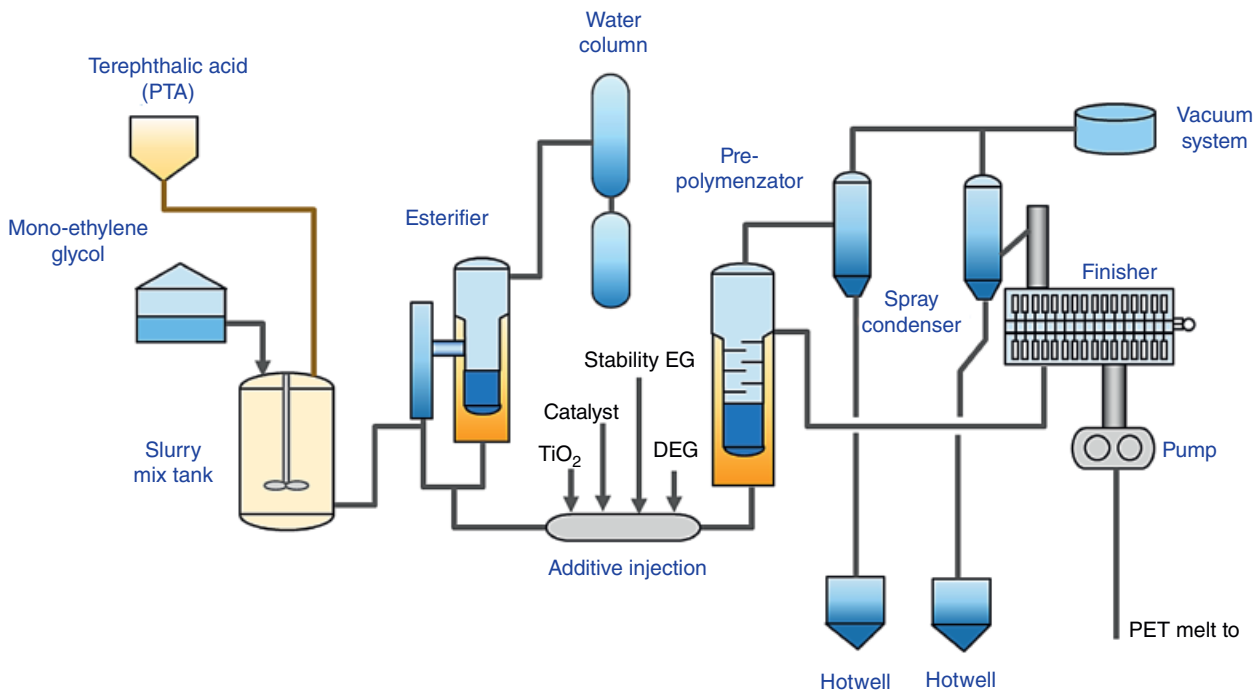 Water
column
Terephthalic acid
(PTA)
Vacuum
system
Pre-
polymenzator
Mono-ethylene
glycol
Esterifier
Finisher
Spray
condenser
Stability EG
Catalyst
TiO₂
DEG
Slurry
mix tank
Pump
Additive injection
PET melt to
Hotwell
Hotwell